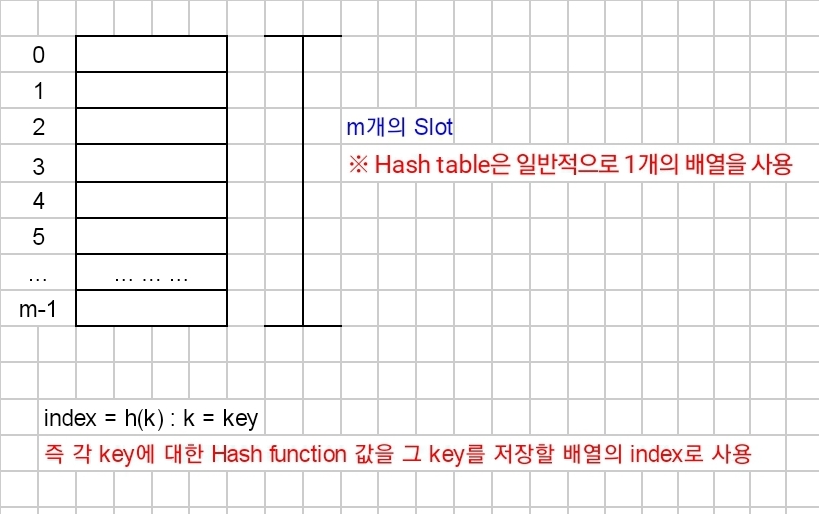 0
1
2
m개의 Slot
3
※ Hash table은 일반적으로 1개의 배열을 사용
4
5
...
... ... ...
m-1
index = h(k) : k = key
즉 각 key에 대한 Hash function 값을 그 key를 저장할 배열의 index로 사용